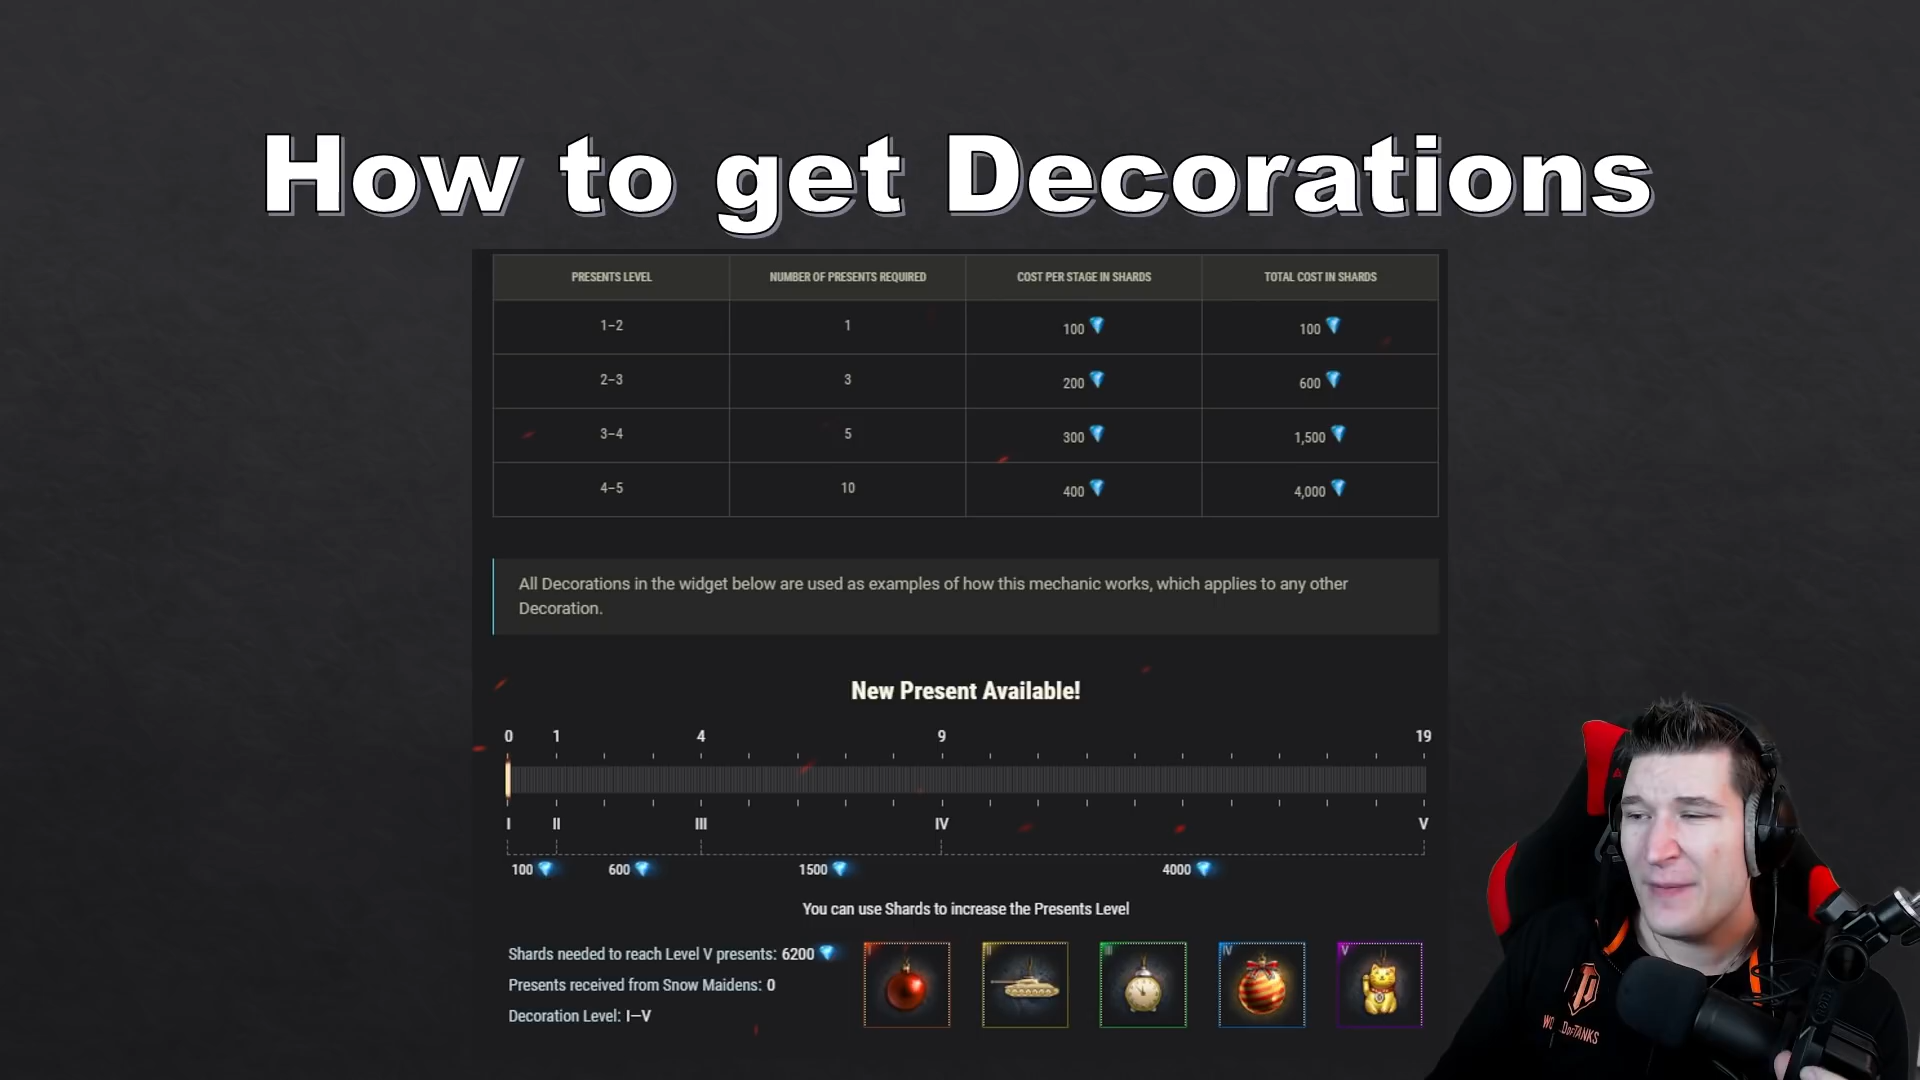 How to get Decorations
PRESENTS LEVEL NUMBER OF PRESENTS REQUIRED COST PER STAGE IN SHARDS TOTAL COST IN SHARDS
1–2 1 100 100
2–3 3 200 600
3–4 5 300 1,500
4–5 10 400 4,000
All Decorations in the widget below are used as examples of how this mechanic works, which applies to any other
Decoration.
New Present Available!
0 1 4 9 19
I II III IV V
100 600 1500 4000
You can use Shards to increase the Presents Level
Shards needed to reach Level V presents: 6200
Presents received from Snow Maidens: 0
Decoration Level: I–V
I II III IV V